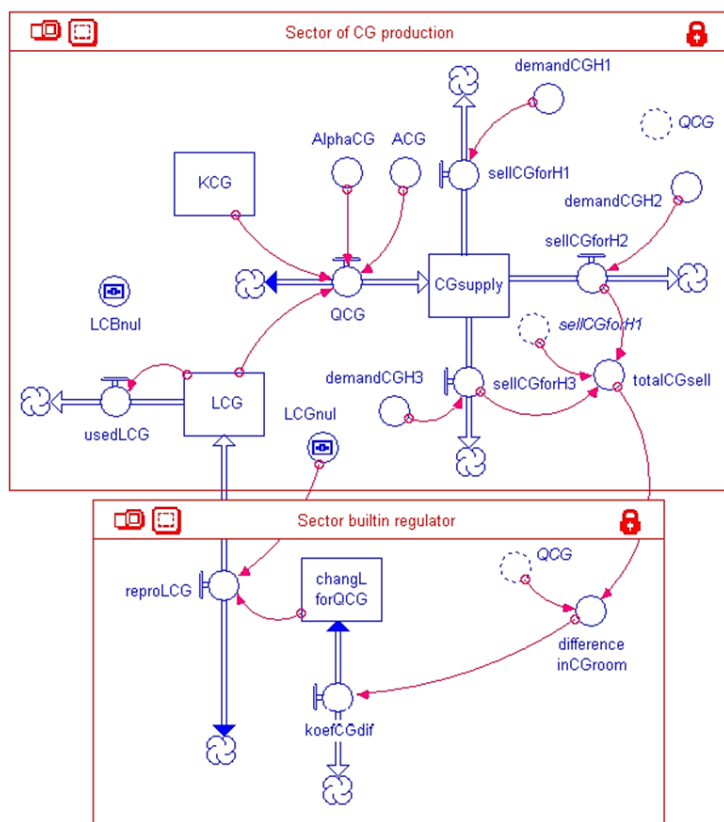 Sector of CG production
demandCGH1
QCG
AlphaCG
ACG
KCG
sellCGforH1
demandCGH2
sellCGforH2
CGsupply
QCG
LCBnul
sellCGforH1
demandCGH3
sellCGforH3
totalCGsell
LCG
LCGnul
usedLCG
Sector builtin regulator
QCG
reproLCG
changL
forQCG
difference
inCGroom
koefCGdif